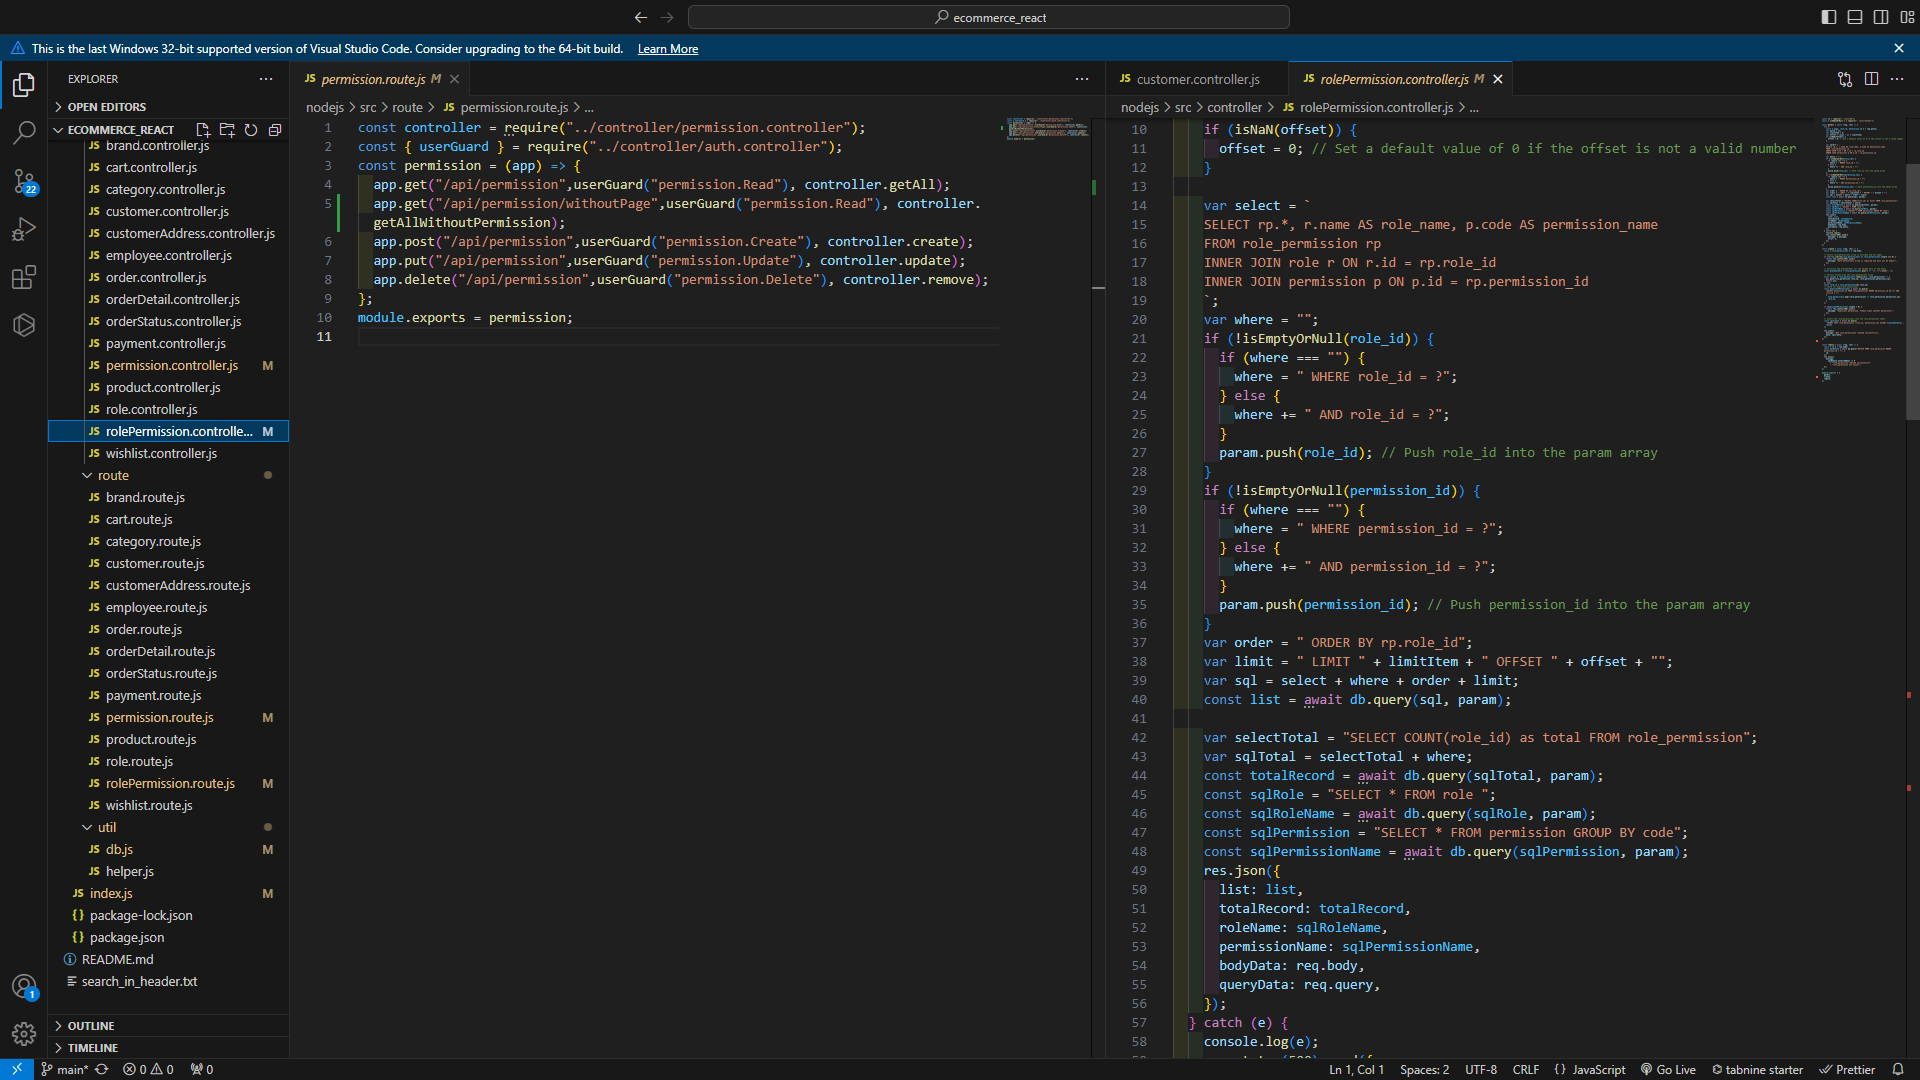 ecommerce_react
This is the last Windows 32-bit supported version of Visual Studio Code. Consider upgrading to the 64-bit build. Learn More
EXPLORER
OPEN EDITORS
ECOMMERCE_REACT
brand.controller.js
cart.controller.js
category.controller.js
customer.controller.js
customerAddress.controller.js
employee.controller.js
order.controller.js
orderDetail.controller.js
orderStatus.controller.js
payment.controller.js
permission.controller.js M
product.controller.js
role.controller.js
rolePermission.controlle... M
wishlist.controller.js
route
brand.route.js
cart.route.js
category.route.js
customer.route.js
customerAddress.route.js
employee.route.js
order.route.js
orderDetail.route.js
orderStatus.route.js
payment.route.js
permission.route.js M
product.route.js
role.route.js
rolePermission.route.js M
wishlist.route.js
util
db.js M
helper.js
index.js M
package-lock.json
package.json
README.md
search_in_header.txt
OUTLINE
TIMELINE
22
1
JS permission.route.js M
nodejs > src > route > JS permission.route.js > ...
1 const controller = require("../controller/permission.controller");
2 const { userGuard } = require("../controller/auth.controller");
3 const permission = (app) => {
4 app.get("/api/permission",userGuard("permission.Read"), controller.getAll);
5 app.get("/api/permission/withoutPage",userGuard("permission.Read"), controller.
getAllWithoutPermission);
6 app.post("/api/permission",userGuard("permission.Create"), controller.create);
7 app.put("/api/permission",userGuard("permission.Update"), controller.update);
8 app.delete("/api/permission",userGuard("permission.Delete"), controller.remove);
9 };
10 module.exports = permission;
11
JS customer.controller.js
JS rolePermission.controller.js M
nodejs > src > controller > JS rolePermission.controller.js > ...
10 if (isNaN(offset)) {
11 offset = 0; // Set a default value of 0 if the offset is not a valid number
12 }
13
14 var select = `
15 SELECT rp.*, r.name AS role_name, p.code AS permission_name
16 FROM role_permission rp
17 INNER JOIN role r ON r.id = rp.role_id
18 INNER JOIN permission p ON p.id = rp.permission_id
19 `;
20 var where = "";
21 if (!isEmptyOrNull(role_id)) {
22 if (where === "") {
23 where = " WHERE role_id = ?";
24 } else {
25 where += " AND role_id = ?";
26 }
27 param.push(role_id); // Push role_id into the param array
28 }
29 if (!isEmptyOrNull(permission_id)) {
30 if (where === "") {
31 where = " WHERE permission_id = ?";
32 } else {
33 where += " AND permission_id = ?";
34 }
35 param.push(permission_id); // Push permission_id into the param array
36 }
37 var order = " ORDER BY rp.role_id";
38 var limit = " LIMIT " + limitItem + " OFFSET " + offset + "";
39 var sql = select + where + order + limit;
40 const list = await db.query(sql, param);
41
42 var selectTotal = "SELECT COUNT(role_id) as total FROM role_permission";
43 var sqlTotal = selectTotal + where;
44 const totalRecord = await db.query(sqlTotal, param);
45 const sqlRole = "SELECT * FROM role ";
46 const sqlRoleName = await db.query(sqlRole, param);
47 const sqlPermission = "SELECT * FROM permission GROUP BY code";
48 const sqlPermissionName = await db.query(sqlPermission, param);
49 res.json({
50 list: list,
51 totalRecord: totalRecord,
52 roleName: sqlRoleName,
53 permissionName: sqlPermissionName,
54 bodyData: req.body,
55 queryData: req.query,
56 });
57 } catch (e) {
58 console.log(e);
main* 0 0 0
Ln 1, Col 1 Spaces: 2 UTF-8 CRLF {} JavaScript Go Live tabnine starter Prettier